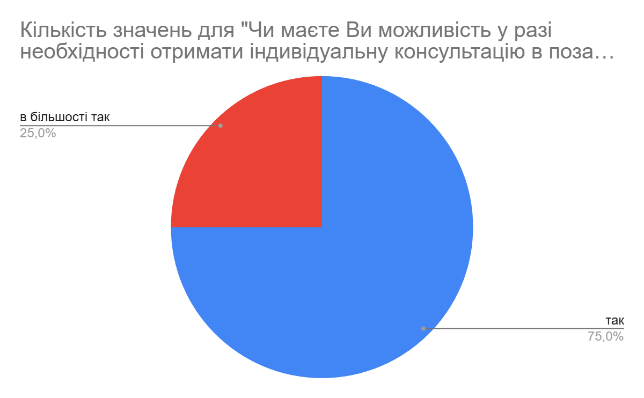 Кількість значень для "Чи маєте Ви можливість у разі
необхідності отримати індивідуальну консультацію в поза…
в більшості так
25,0%
так
75,0%